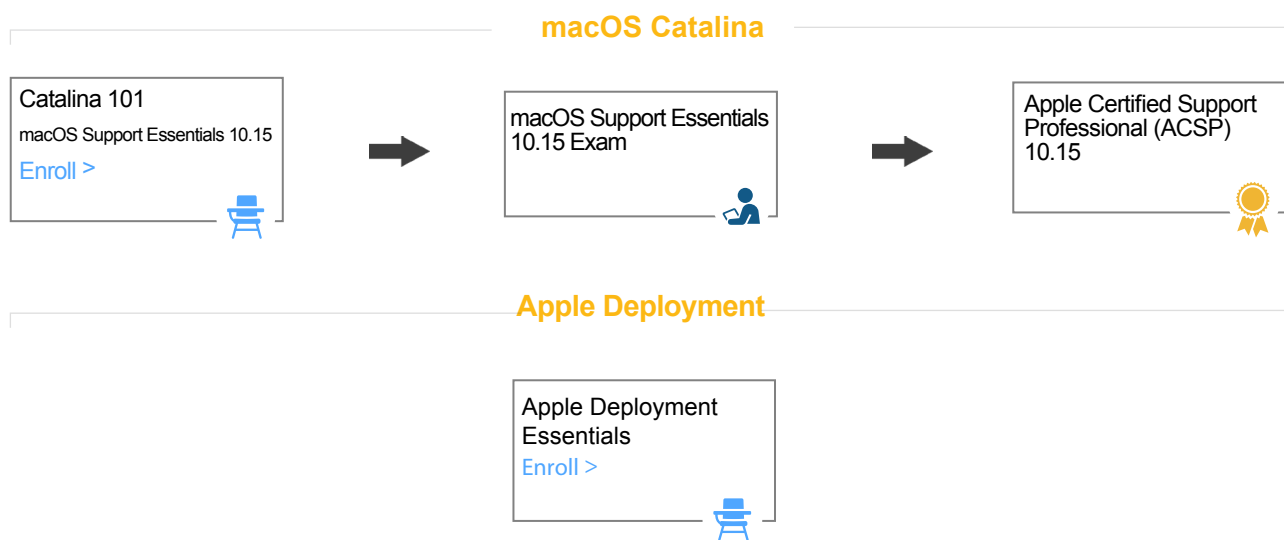 macOS Catalina
Catalina 101
macOS Support Essentials 10.15
Enroll >
macOS Support Essentials
10.15 Exam
Apple Certified Support
Professional (ACSP)
10.15
Apple Deployment
Apple Deployment
Essentials
Enroll >